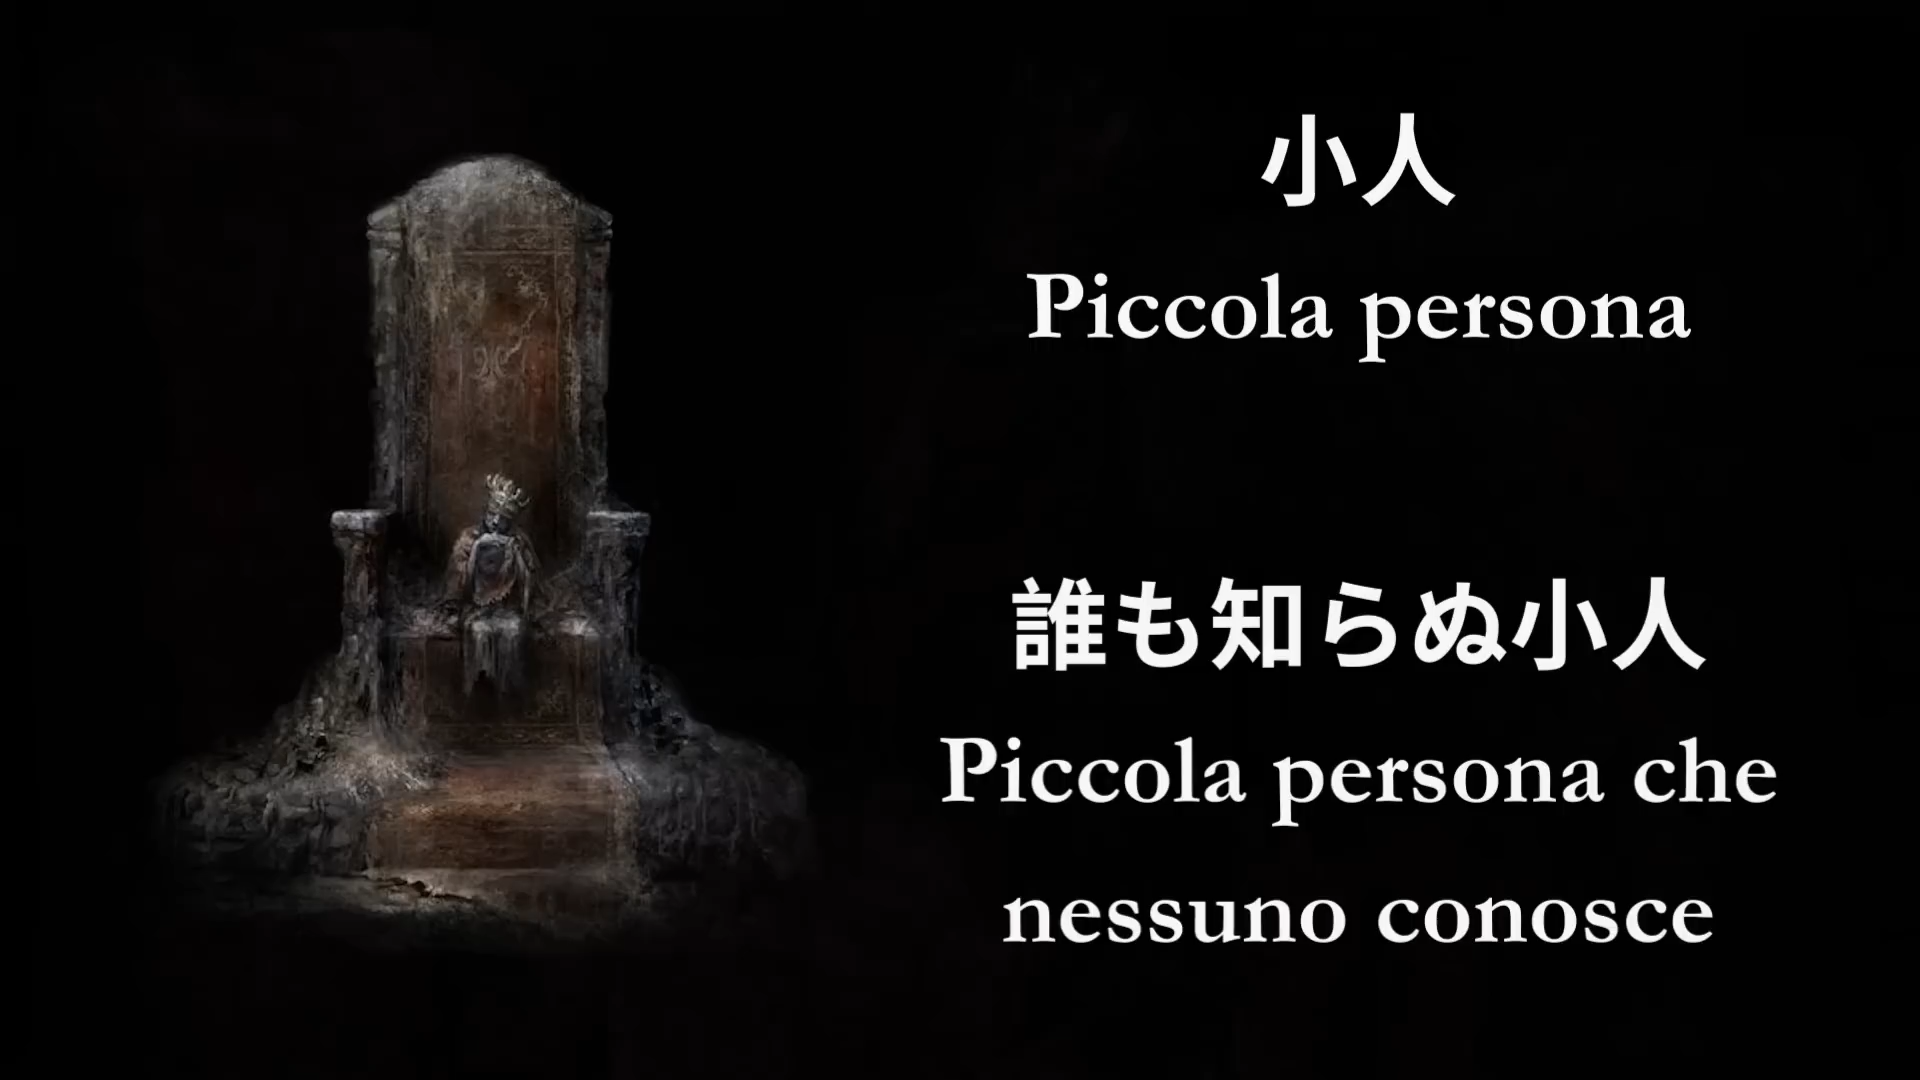 小人
Piccola persona
誰も知らぬ小人
Piccola persona che
nessuno conosce